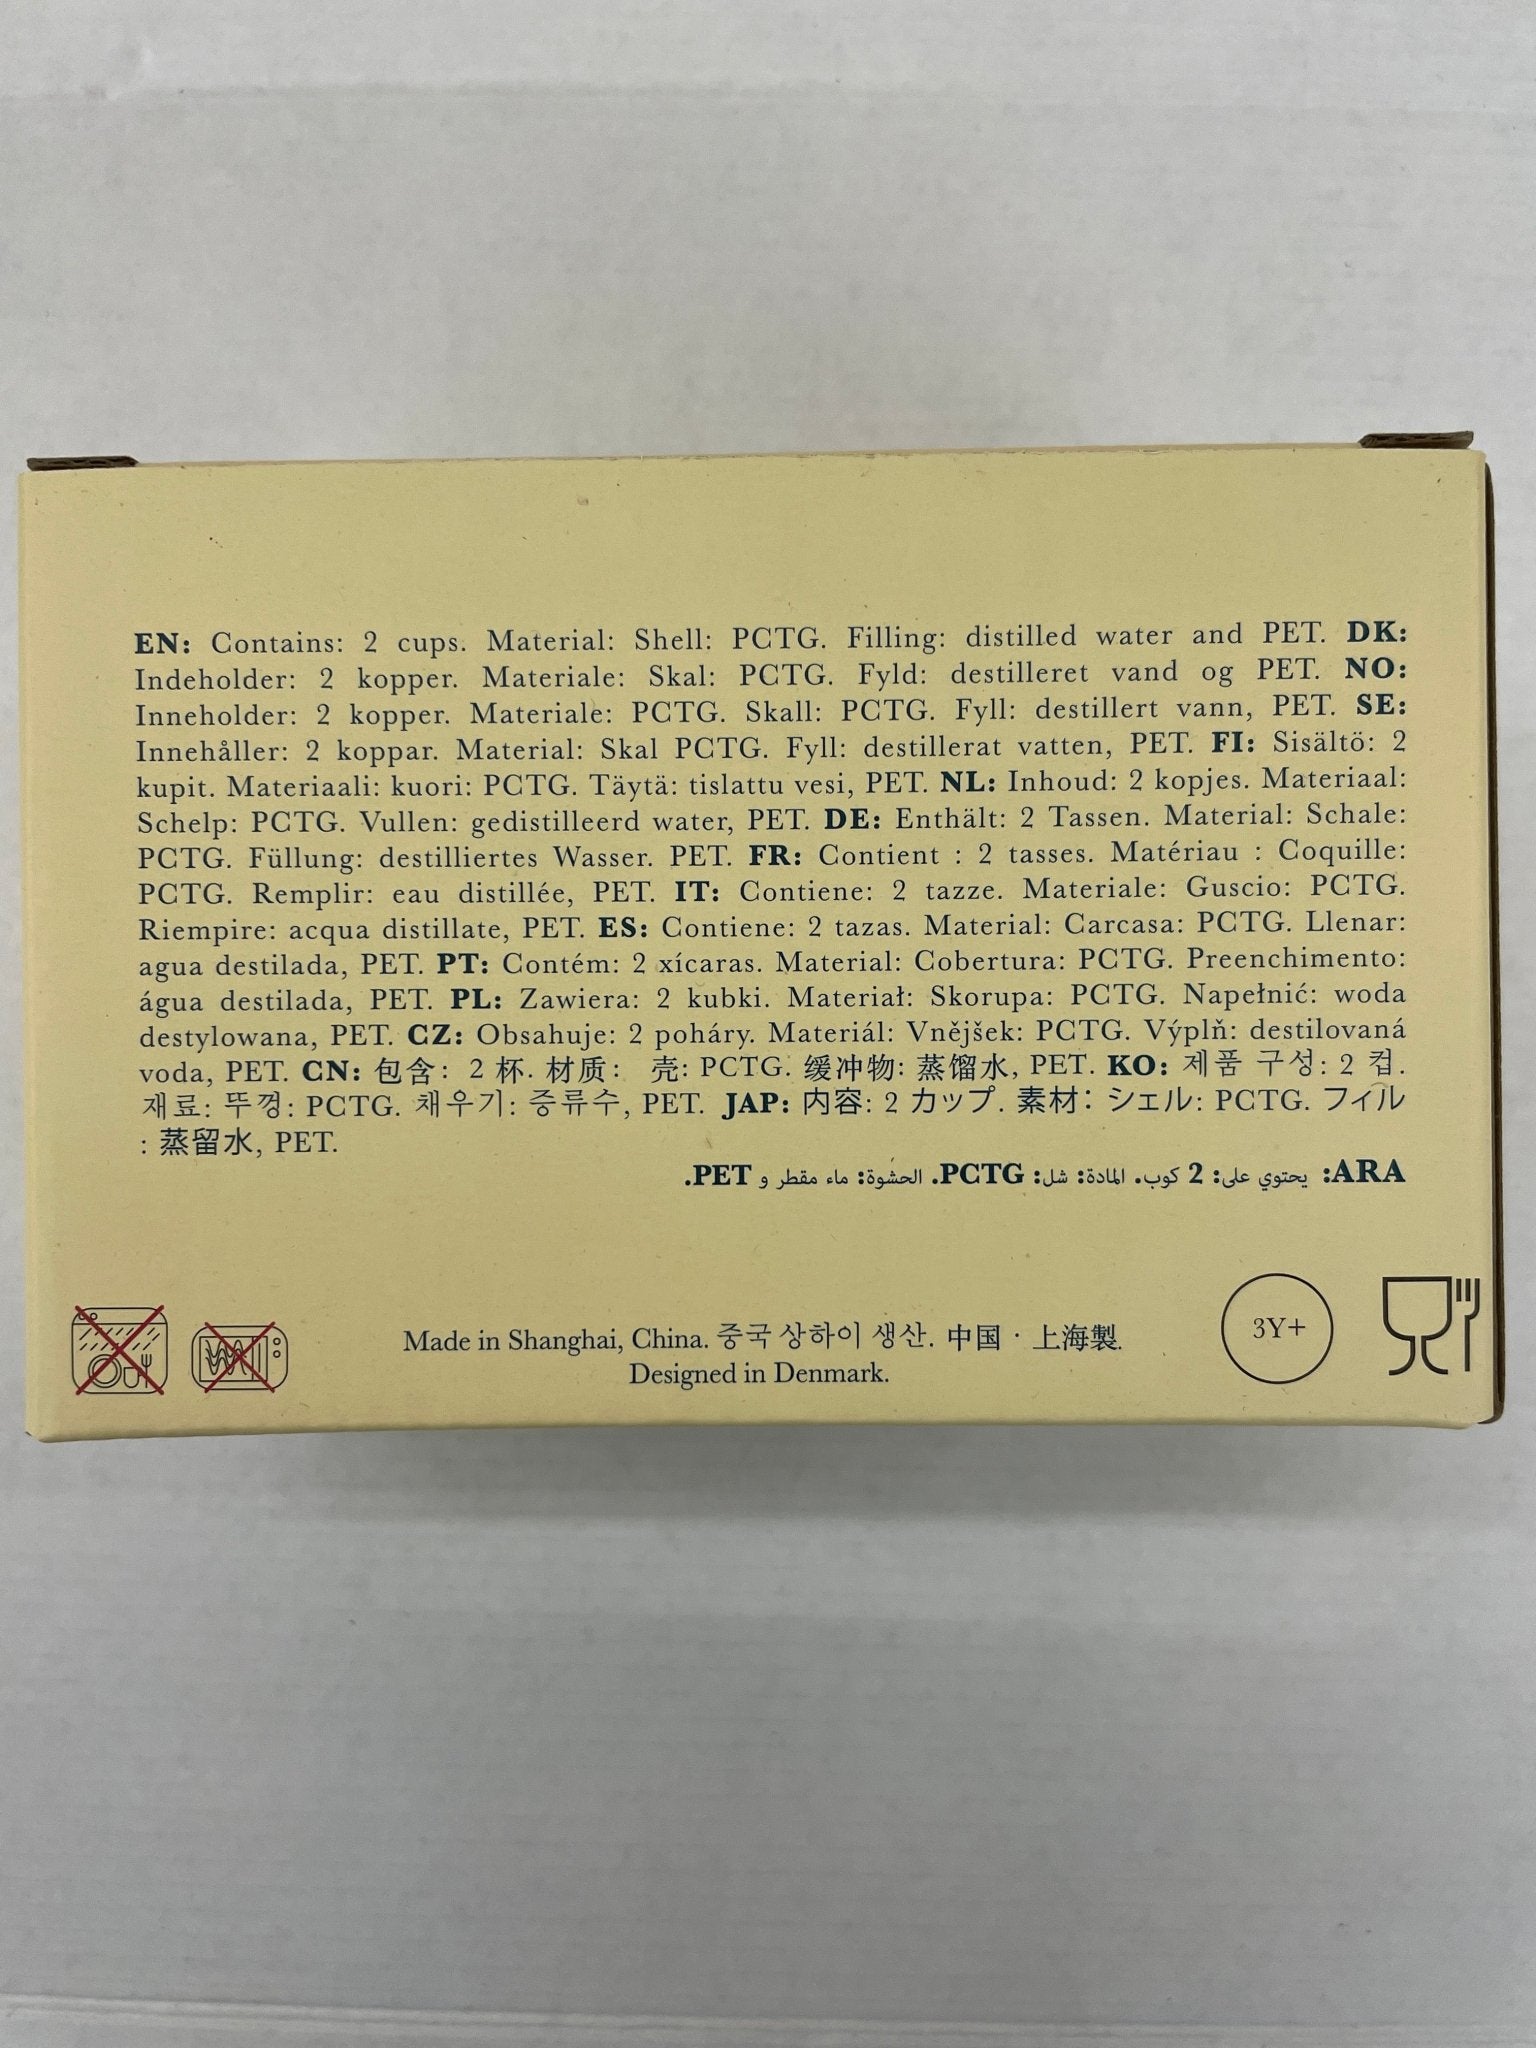 EN: Contains: 2 cups. Material: Shell: PCTG. Filling: distilled water and PET. DK:
Indeholder: 2 kopper. Materiale: Skal: PCTG. Fyld: destilleret vand og PET. NO:
Inneholder: 2 kopper. Materiale: PCTG. Skall: PCTG. Fyll: destillert vann, PET. SE:
Innehåller: 2 koppar. Material: Skal PCTG. Fyll: destillerat vatten, PET. FI: Sisältö: 2
kupit. Materiaali: kuori: PCTG. Täytä: tislattu vesi, PET. NL: Inhoud: 2 kopjes. Materiaal:
Schelp: PCTG. Vullen: gedistilleerd water, PET. DE: Enthält: 2 Tassen. Material: Schale:
PCTG. Füllung: destilliertes Wasser. PET. FR: Contient : 2 tasses. Matériau : Coquille:
PCTG. Remplir: eau distillée, PET. IT: Contiene: 2 tazze. Materiale: Guscio: PCTG.
Riempire: acqua distillate, PET. ES: Contiene: 2 tazas. Material: Carcasa: PCTG. Llenar:
agua destilada, PET. PT: Contém: 2 xícaras. Material: Cobertura: PCTG. Preenchimento:
água destilada, PET. PL: Zawiera: 2 kubki. Materiał: Skorupa: PCTG. Napełnić: woda
destylowana, PET. CZ: Obsahuje: 2 poháry. Materiál: Vnějšek: PCTG. Výplň: destilovaná
voda, PET. CN: 包含: 2 杯. 材质: 壳: PCTG. 缓冲物: 蒸馏水, PET. KO: 제품 구성: 2 컵.
재료: 뚜껑: PCTG. 채우기: 증류수, PET. JAP: 内容: 2 カップ. 素材: シェル: PCTG. フィル
: 蒸留水, PET.
ARA: يحتوي على: 2 كوب. المادة: شل: PCTG. الحشوة: ماء مقطر و PET.
Made in Shanghai, China. 중국 상하이 생산. 中国 · 上海製.
Designed in Denmark.
3Y+